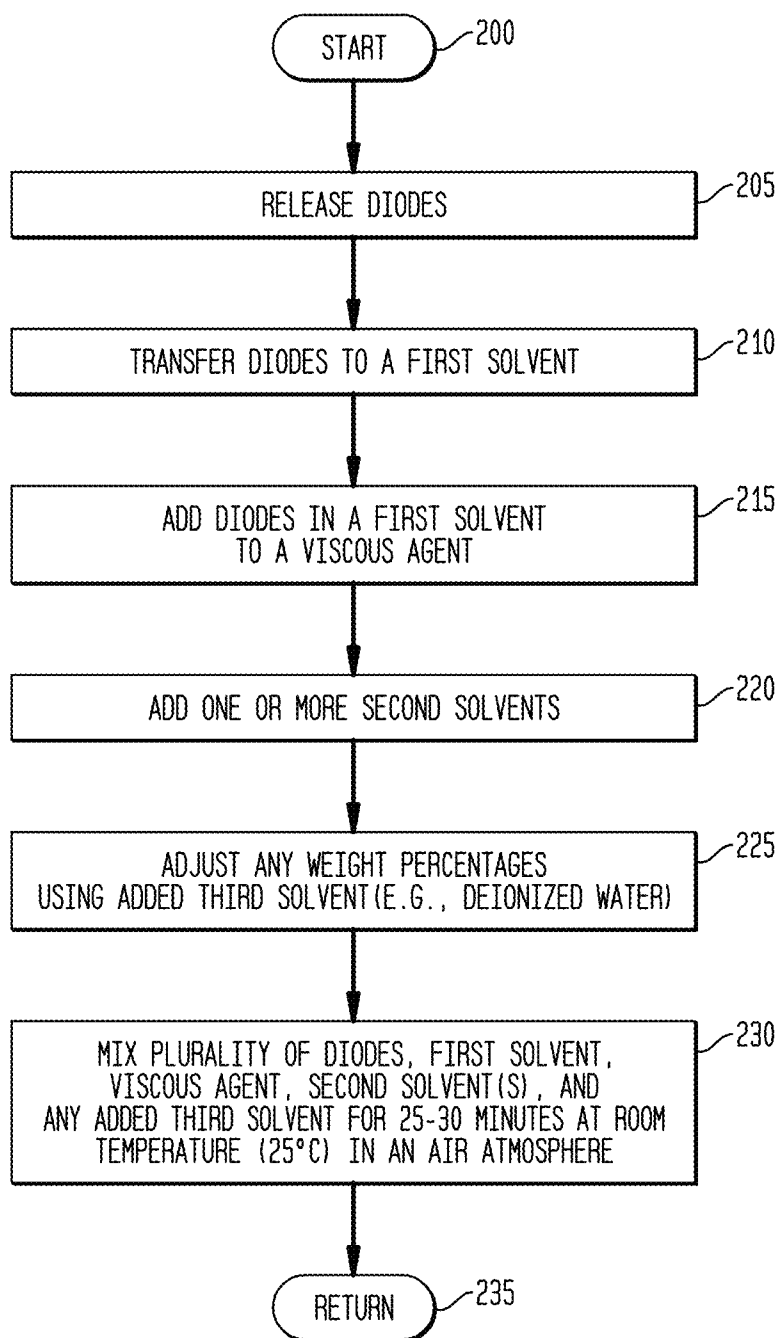 START
200
RELEASE DIODES
205
TRANSFER DIODES TO A FIRST SOLVENT
210
ADD DIODES IN A FIRST SOLVENT
TO A VISCOUS AGENT
215
ADD ONE OR MORE SECOND SOLVENTS
220
ADJUST ANY WEIGHT PERCENTAGES
USING ADDED THIRD SOLVENT(E.G., DEIONIZED WATER)
225
MIX PLURALITY OF DIODES, FIRST SOLVENT,
VISCOUS AGENT, SECOND SOLVENT(S), AND
ANY ADDED THIRD SOLVENT FOR 25-30 MINUTES AT ROOM
TEMPERATURE (25°C) IN AN AIR ATMOSPHERE
230
RETURN
235